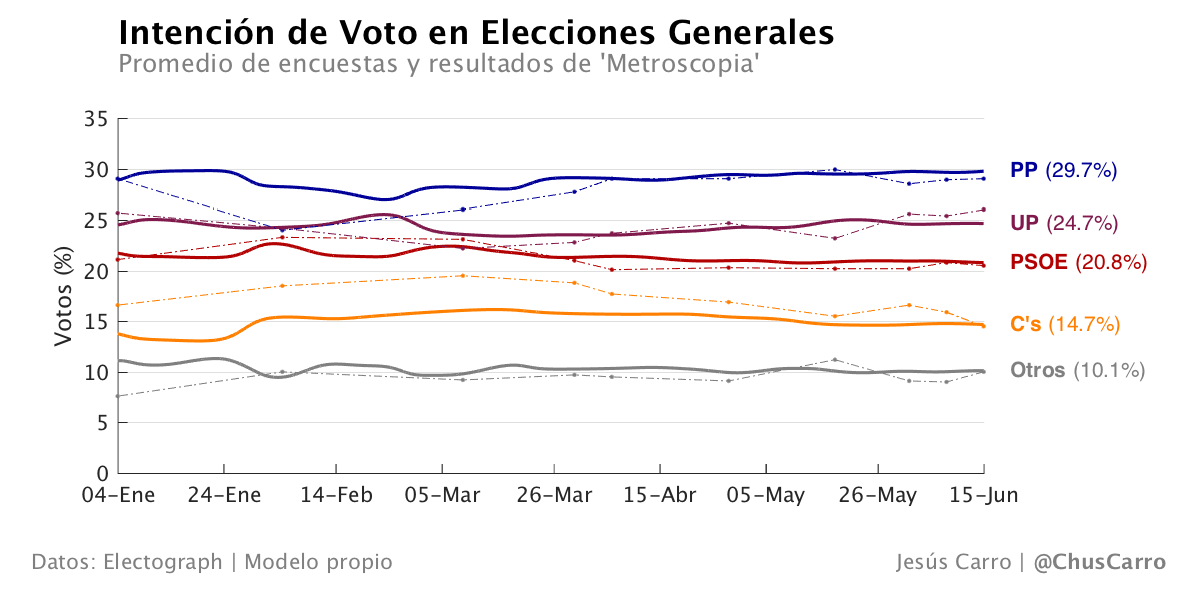 Intención de Voto en Elecciones Generales
Promedio de encuestas y resultados de 'Metroscopia'
Votos (%)
35
30
25
20
15
10
5
0
04-Ene 24-Ene 14-Feb 05-Mar 26-Mar 15-Abr 05-May 26-May 15-Jun
PP (29.7%)
UP (24.7%)
PSOE (20.8%)
C's (14.7%)
Otros (10.1%)
Datos: Electograph | Modelo propio
Jesús Carro | @ChusCarro